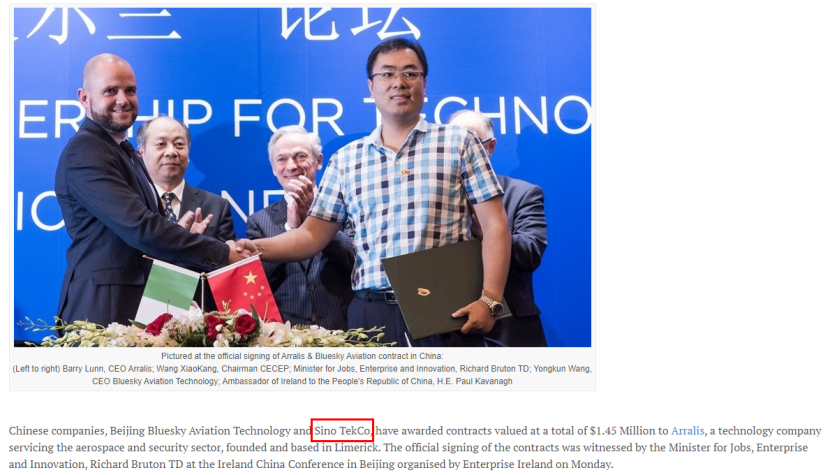 尔兰 论坛
ERSHIP FOR TECHNO
Pictured at the official signing of Arralis & Bluesky Aviation contract in China:
(Left to right) Barry Lunn, CEO Arralis; Wang XiaoKang, Chairman CECEP; Minister for Jobs, Enterprise and Innovation, Richard Bruton TD; Yongkun Wang,
CEO Bluesky Aviation Technology; Ambassador of Ireland to the People's Republic of China, H.E. Paul Kavanagh
Chinese companies, Beijing Bluesky Aviation Technology and Sino TekCo, have awarded contracts valued at a total of $1.45 Million to Arralis, a technology company
servicing the aerospace and security sector, founded and based in Limerick. The official signing of the contracts was witnessed by the Minister for Jobs, Enterprise
and Innovation, Richard Bruton TD at the Ireland China Conference in Beijing organised by Enterprise Ireland on Monday.